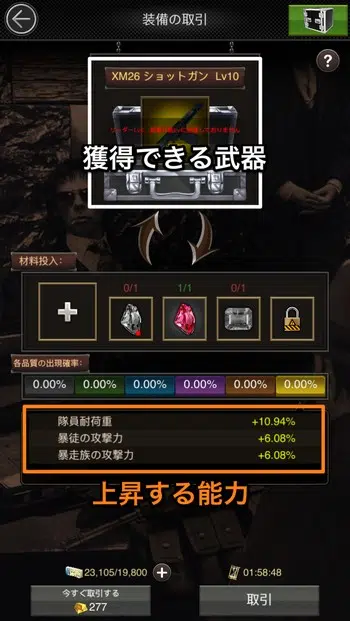 装備の取引
?
XM26 ショットガン Lv10
獲得できる武器
材料投入:
0/1 1/1 0/1
+
各品質の出現確率:
0.00% 0.00% 0.00% 0.00% 0.00% 0.00%
隊員耐荷重 +10.94%
暴徒の攻撃力 +6.08%
暴走族の攻撃力 +6.08%
上昇する能力
23,105/19,800 + 01:58:48
今すぐ取引する
277
取引